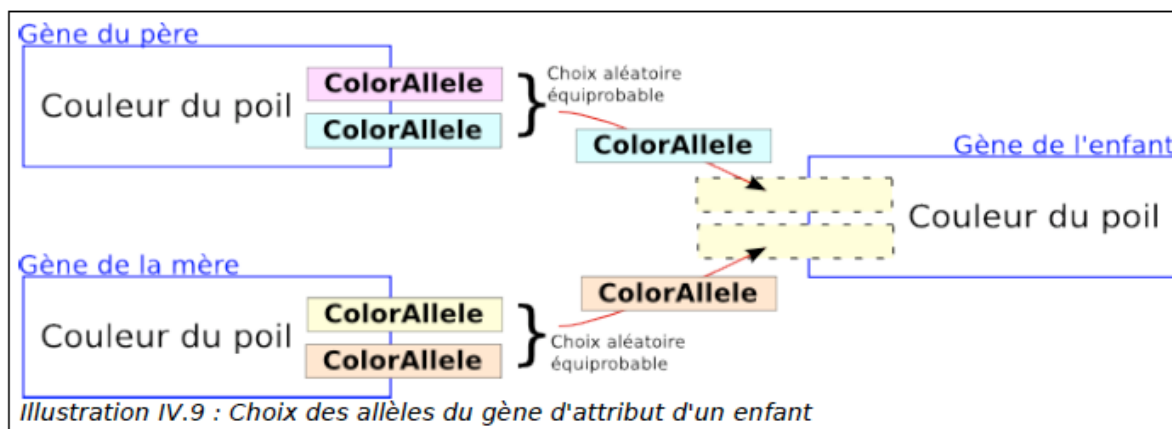 Gène du père
Couleur du poil
ColorAllele
ColorAllele
Choix aléatoire
équiprobable
ColorAllele
Gène de l'enfant
Couleur du poil
Gène de la mère
Couleur du poil
ColorAllele
ColorAllele
Choix aléatoire
équiprobable
ColorAllele
Illustration IV.9 : Choix des allèles du gène d'attribut d'un enfant